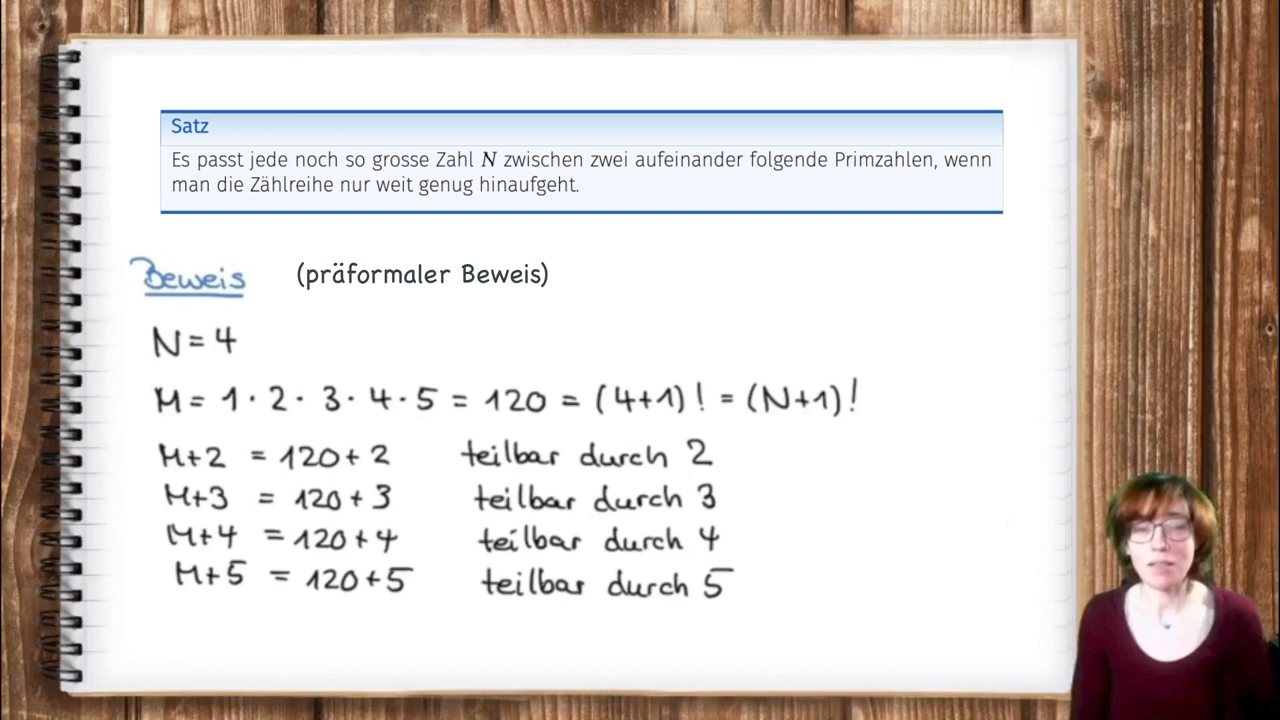 Satz
Es passt jede noch so grosse Zahl N zwischen zwei aufeinander folgende Primzahlen, wenn
man die Zählreihe nur weit genug hinaufgeht.
Beweis (präformaler Beweis)
N = 4
M = 1 · 2 · 3 · 4 · 5 = 120 = (4+1)! = (N+1)!
M+2 = 120+2 teilbar durch 2
M+3 = 120+3 teilbar durch 3
M+4 = 120+4 teilbar durch 4
M+5 = 120+5 teilbar durch 5